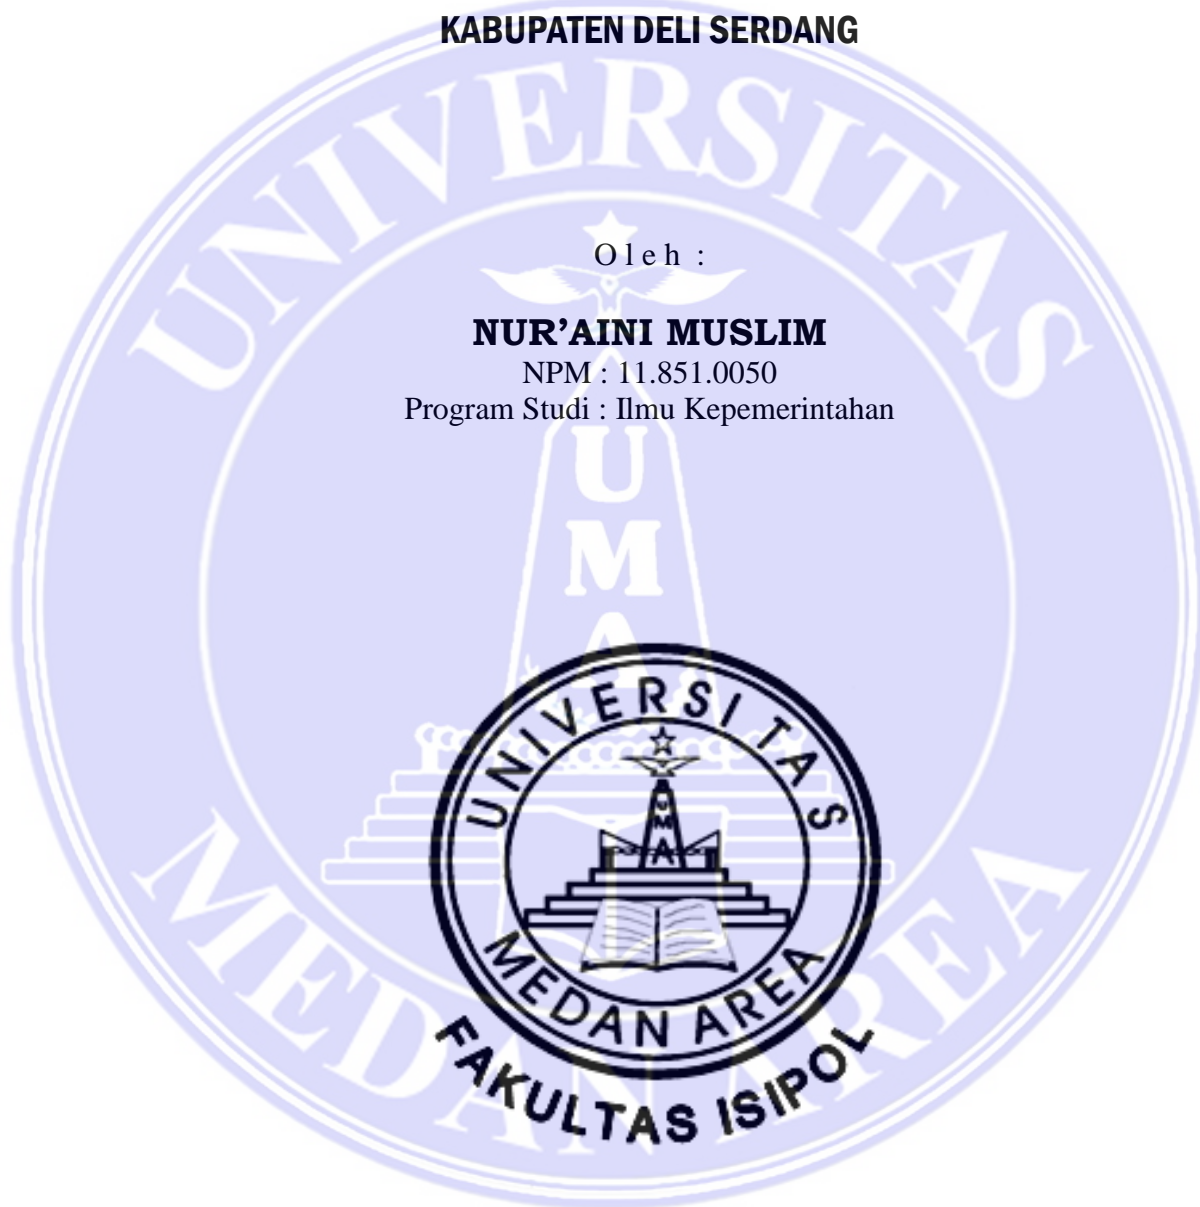 KABUPATEN DELI SERDANG
O l e h :
NUR’AINI MUSLIM
NPM : 11.851.0050
Program Studi : Ilmu Kepemerintahan
UNIVERSITAS
UMA
MEDAN AREA
UNIVERSITAS
UMA
MEDAN AREA
FAKULTAS ISIPOL